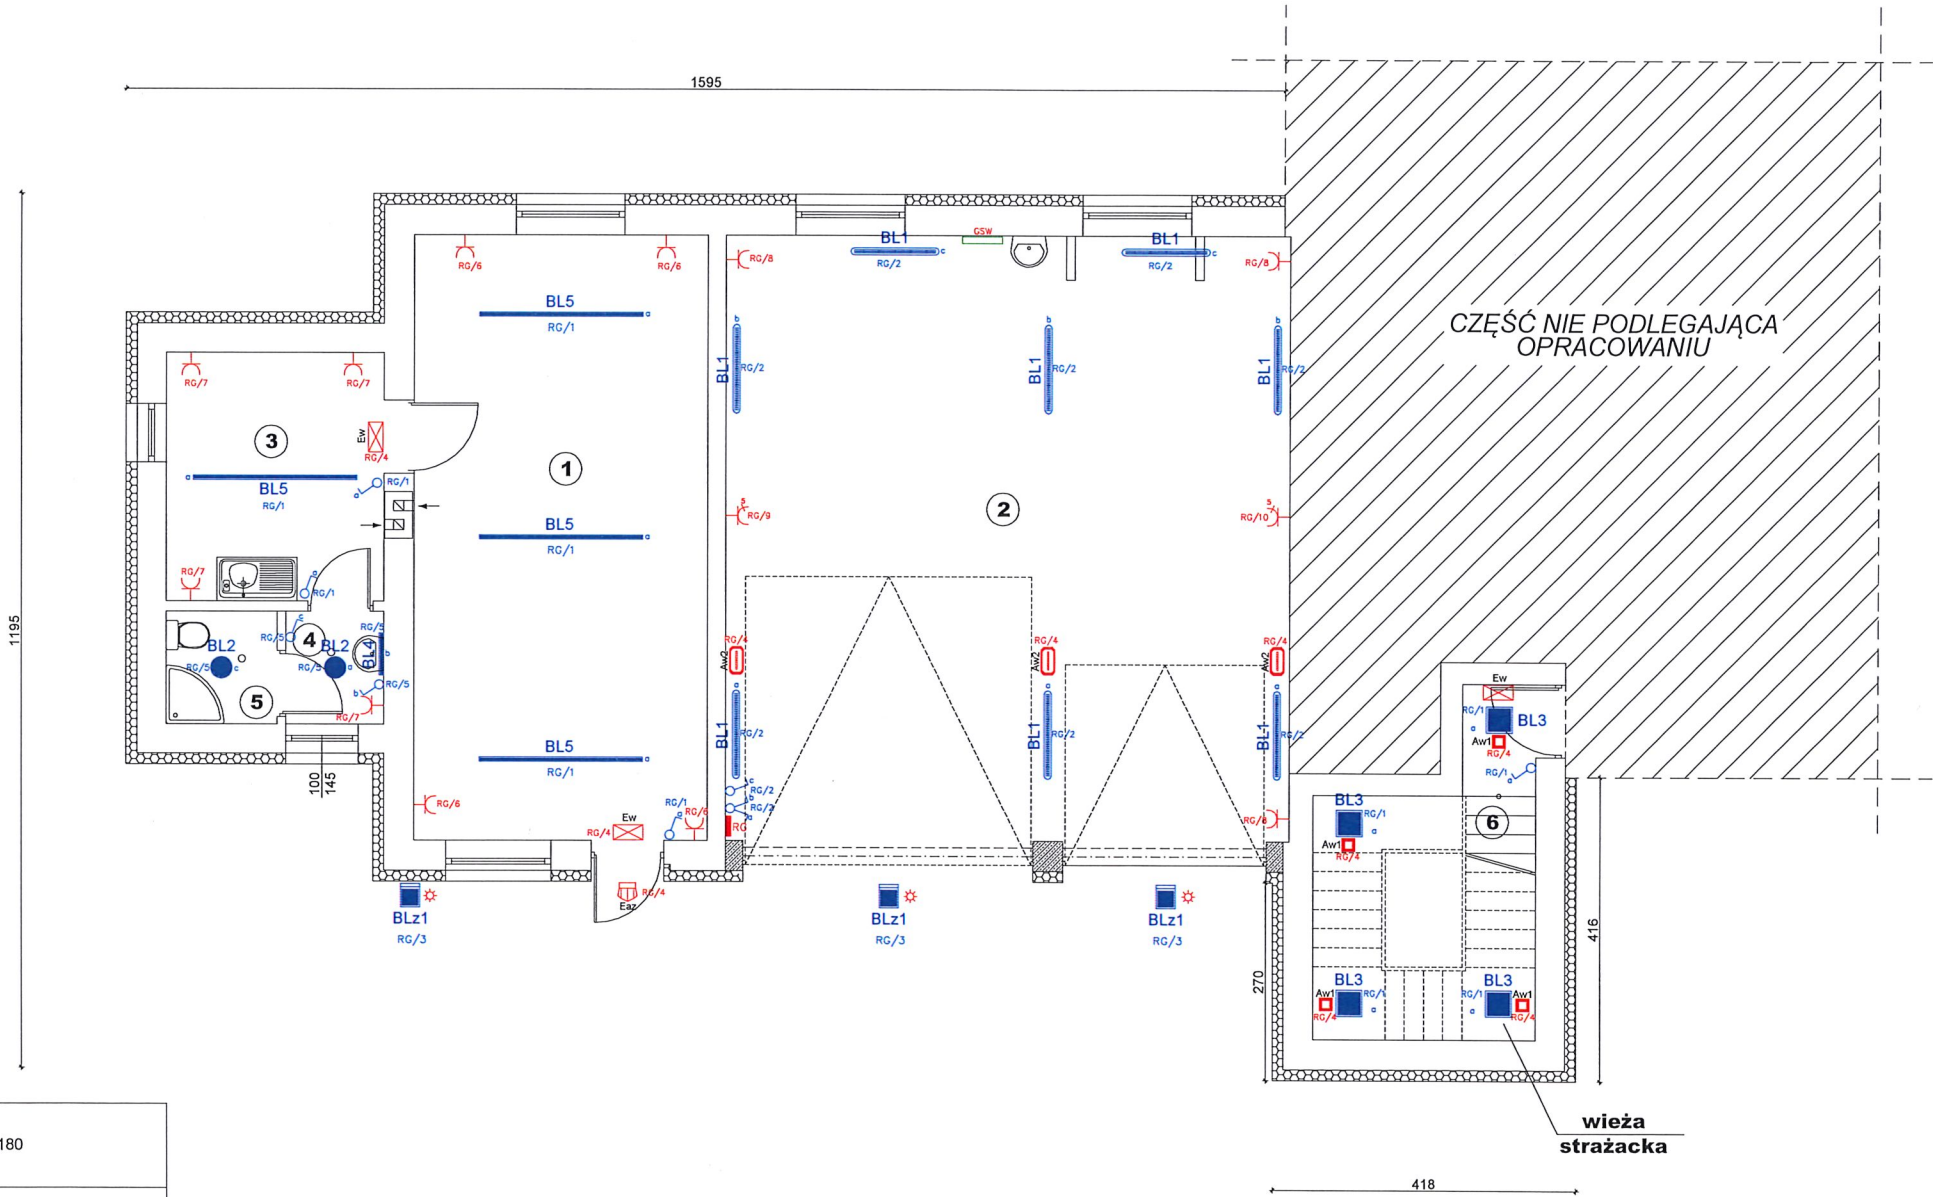 1595
GSW
BL1
RG/2
c
BL1
RG/2
c
RG/6
RG/6
RG/8
RG/8
BL5
a
RG/1
b
BL1
RG/2
b
BL1
RG/2
b
BL1
RG/2
CZĘŚĆ NIE PODLEGAJĄCA
OPRACOWANIU
RG/7
RG/7
3
Ew
RG/4
1
a
BL5
RG/1
a
RG/1
2
5
RG/9
5
RG/10
BL5
a
RG/1
RG/7
a
RG/1
1195
c
RG/5
4
RG/5
BL2
RG/5
c
BL2
RG/5
a
BL4
b
RG/5
b
5
RG/7
RG/4
Aw2
RG/4
Aw2
RG/4
Aw2
a
BL1
RG/2
a
BL1
RG/2
a
BL1
RG/2
Ew
RG/1
BL3
a
Aw1
RG/4
RG/1
a
BL5
a
RG/1
100
145
c
RG/2
b
RG/2
a
RG
RG/6
RG/4
Ew
RG/1
a
RG/6
RG/8
BL3
RG/1
a
Aw1
RG/4
6
BLz1
RG/3
Eaz
RG/4
BLz1
RG/3
BLz1
RG/3
270
416
BL3
Aw1
RG/1
RG/4
a
BL3
RG/1
Aw1
a
RG/4
wieża
strażacka
180
418